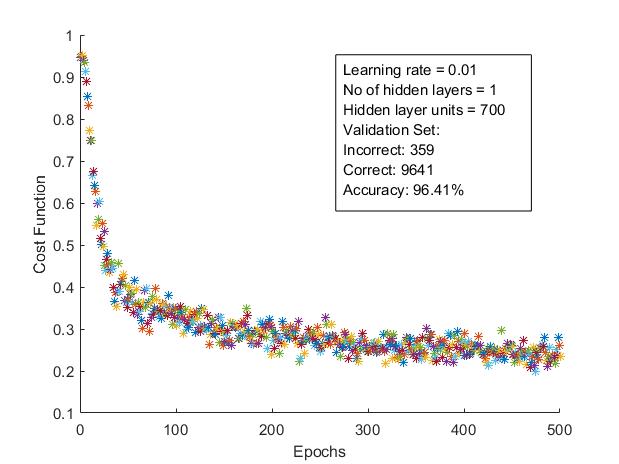 1
0.9
0.8
0.7
0.6
0.5
0.4
0.3
0.2
0.1
Cost Function
Learning rate = 0.01
No of hidden layers = 1
Hidden layer units = 700
Validation Set:
Incorrect: 359
Correct: 9641
Accuracy: 96.41%
0 100 200 300 400 500
Epochs